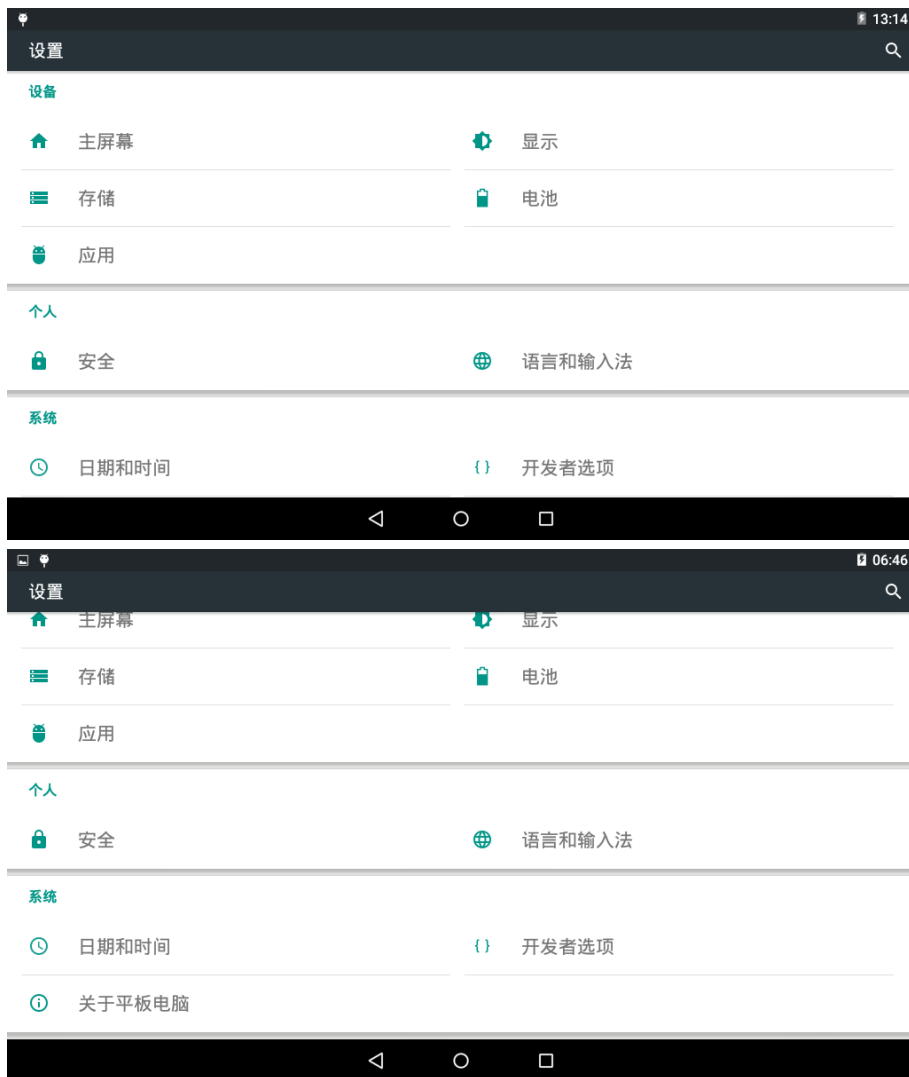 13:14
设置
设备
主屏幕 显示
存储 电池
应用
个人
安全 语言和输入法
系统
日期和时间 { } 开发者选项
06:46
设置
主屏幕 显示
存储 电池
应用
个人
安全 语言和输入法
系统
日期和时间 { } 开发者选项
关于平板电脑